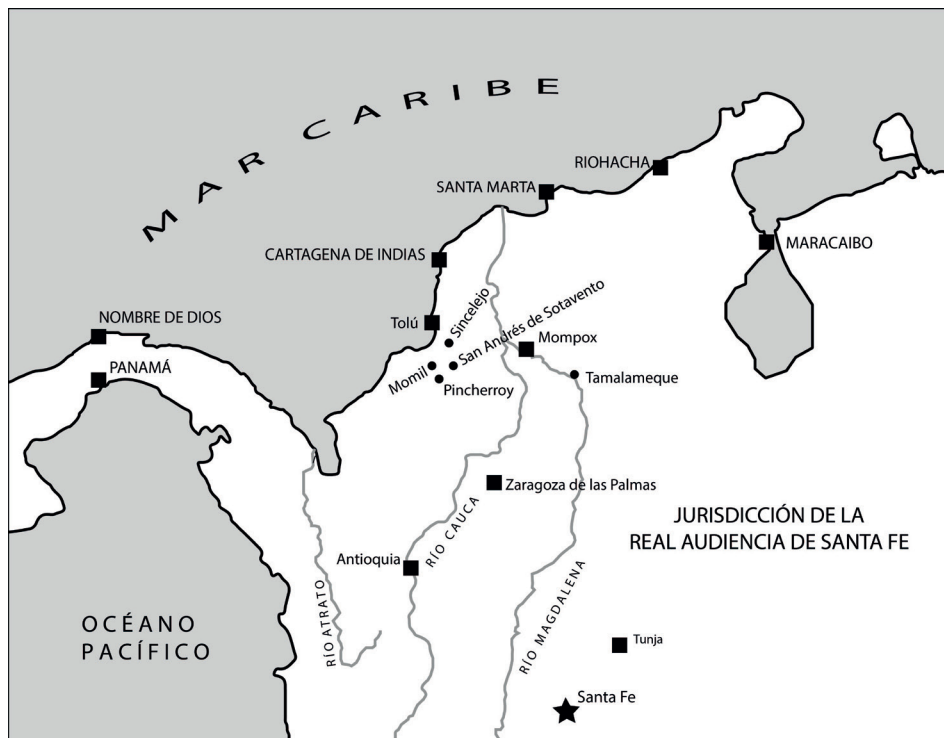 MAR CARIBE
RIOHACHA
SANTA MARTA
CARTAGENA DE INDIAS
MARACAIBO
Sincelejo
San Andrés de Sotavento
NOMBRE DE DIOS
Tolú
Mompox
PANAMÁ
Momil
Pincherroy
Tamalameque
Zaragoza de las Palmas
JURISDICCIÓN DE LA
REAL AUDIENCIA DE SANTA FE
RÍO CAUCA
Antioquia
RÍO ATRATO
RÍO MAGDALENA
OCÉANO
PACÍFICO
Tunja
Santa Fe